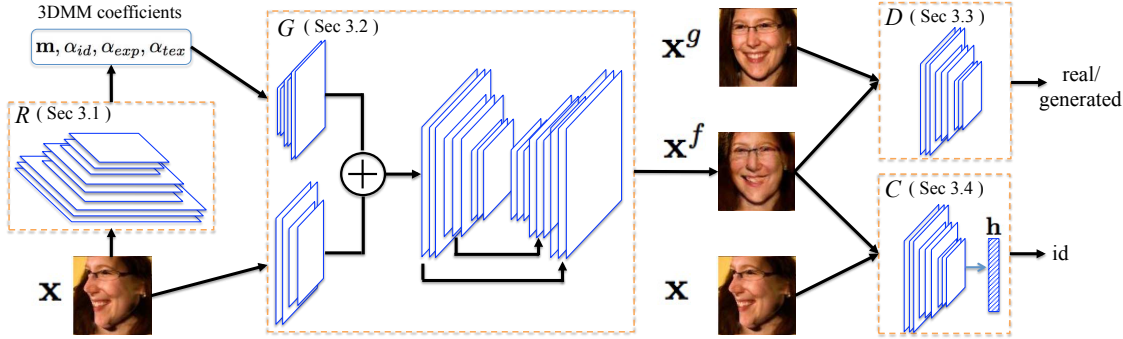 3DMM coefficients
m, α_id, α_exp, α_tex
R ( Sec 3.1 )
x
G ( Sec 3.2 )
x^g
x^f
x
D ( Sec 3.3 )
real/
generated
C ( Sec 3.4 )
h
id